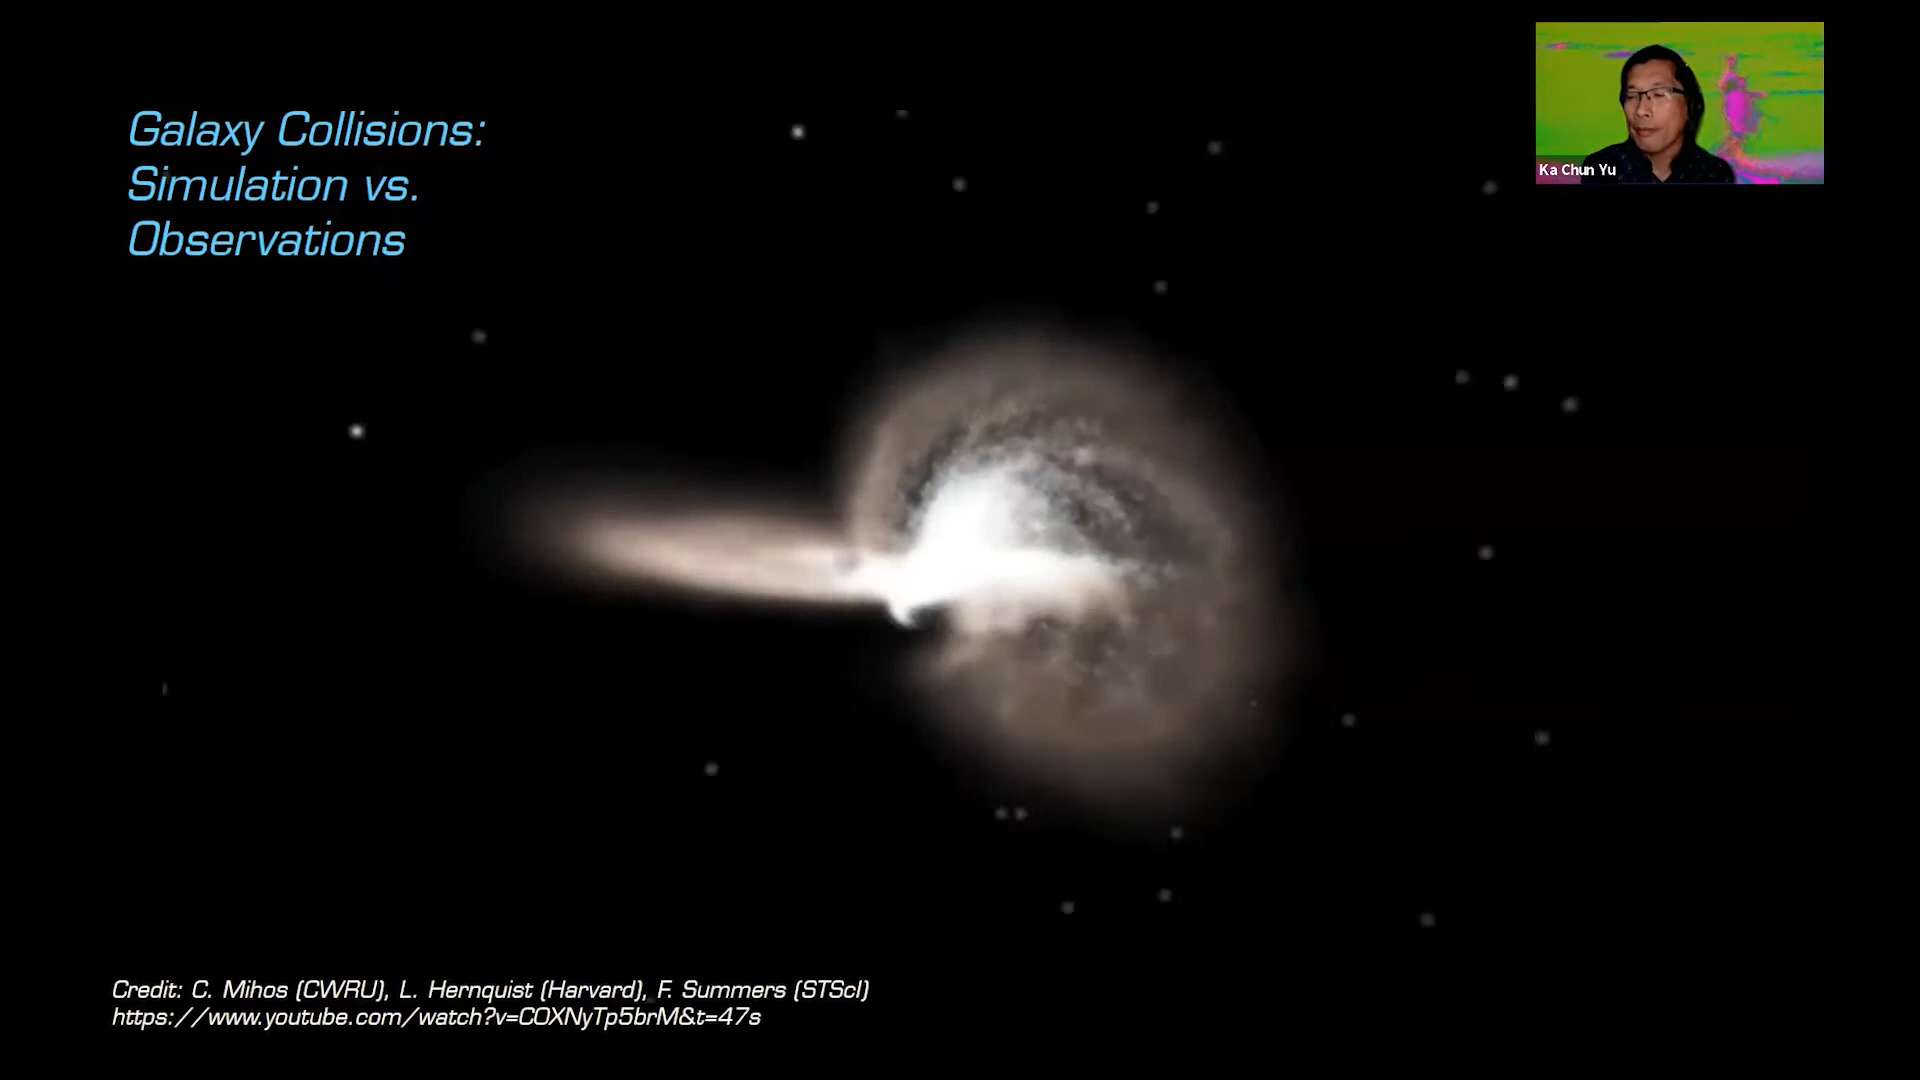 Galaxy Collisions:
Simulation vs.
Observations
Ka Chun Yu
Credit: C. Mihos (CWRU), L. Hernquist (Harvard), F. Summers (STScI)
https://www.youtube.com/watch?v=COXNyTp5brM&t=47s